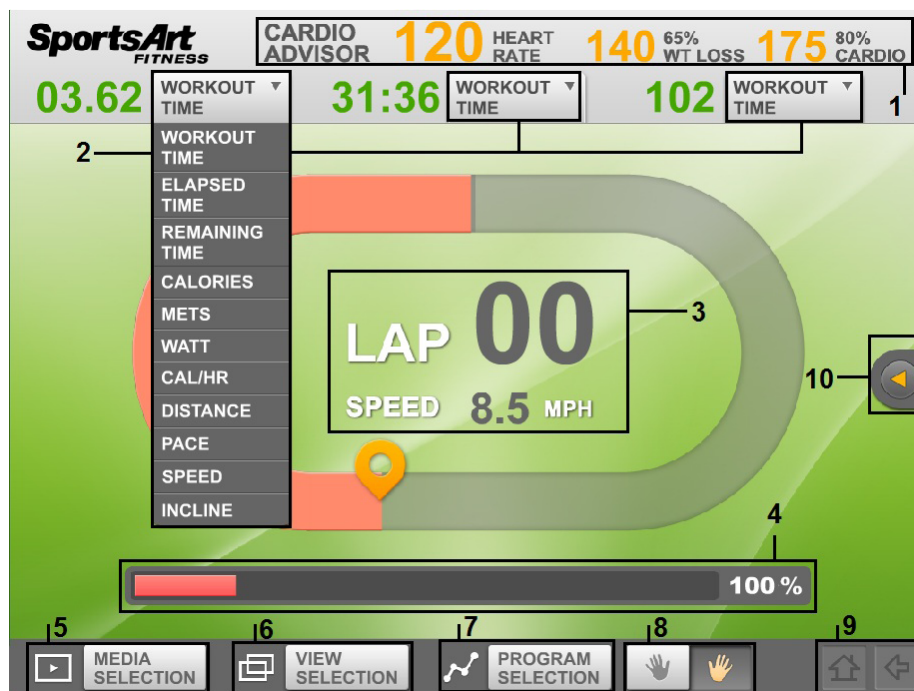 SportsArt
FITNESS
CARDIO
ADVISOR
120
HEART
RATE
140
65%
WT LOSS
175
80%
CARDIO
1
03.62
WORKOUT
TIME
31:36
WORKOUT
TIME
102
WORKOUT
TIME
2
WORKOUT
TIME
ELAPSED
TIME
REMAINING
TIME
CALORIES
METS
WATT
CAL/HR
DISTANCE
PACE
SPEED
INCLINE
LAP 00
SPEED 8.5 MPH
3
10
4
100 %
5
MEDIA
SELECTION
6
VIEW
SELECTION
7
PROGRAM
SELECTION
8
9